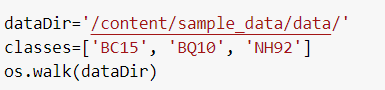 dataDir='/content/sample_data/data/'
classes=['BC15', 'BQ10', 'NH92']
os.walk(dataDir)